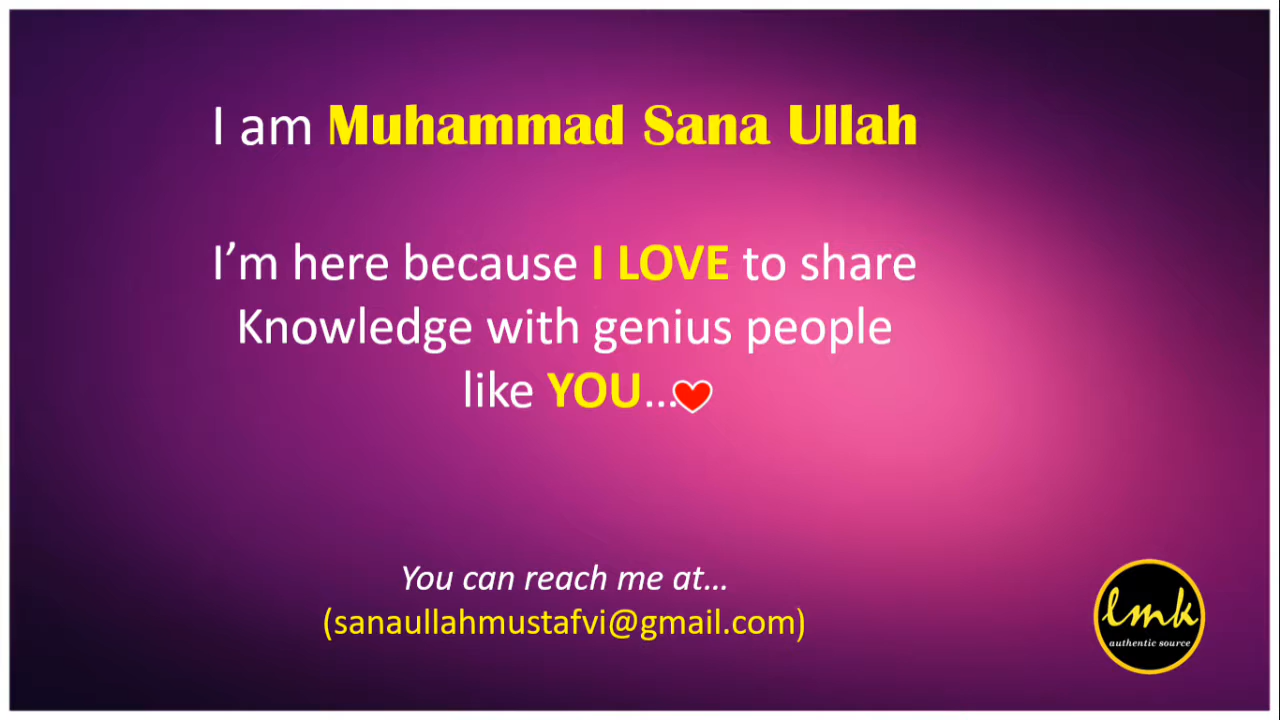 I am Muhammad Sana Ullah
I’m here because I LOVE to share
Knowledge with genius people
like YOU...
You can reach me at...
(sanaullahmustafvi@gmail.com)
lmk
authentic source